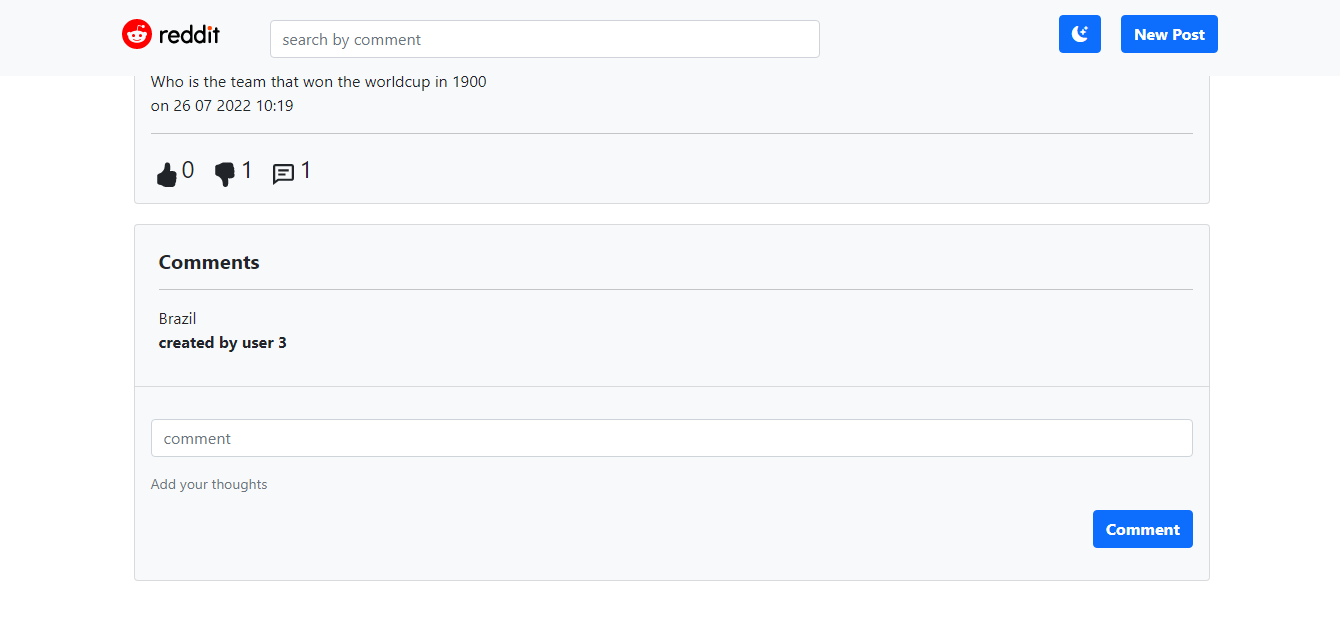 reddit
search by comment
New Post
Who is the team that won the worldcup in 1900
on 26 07 2022 10:19
0 1 1
Comments
Brazil
created by user 3
comment
Add your thoughts
Comment